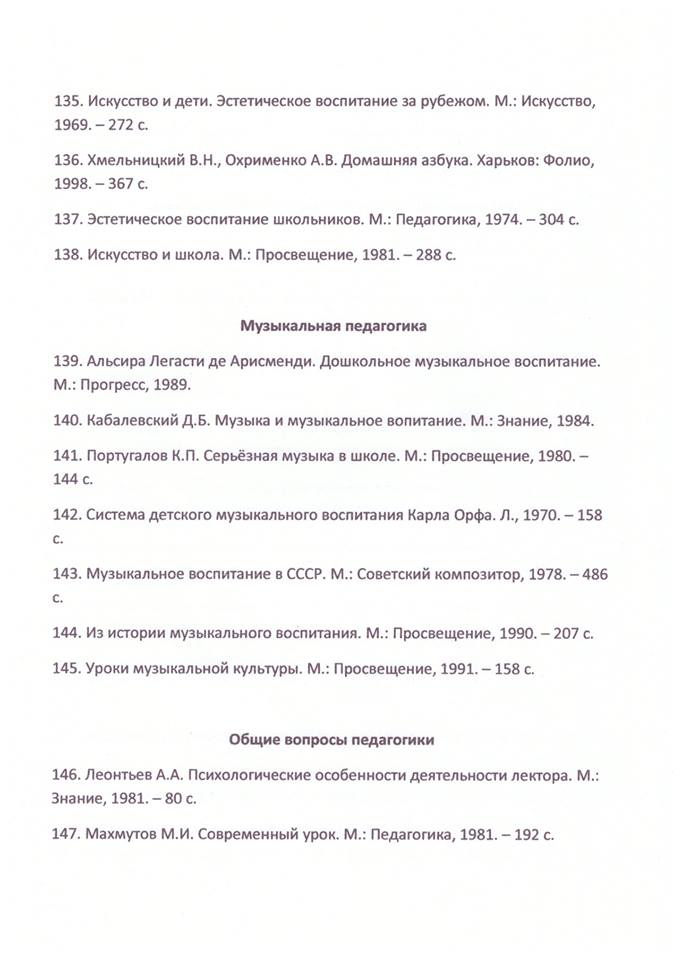 135. Искусство и дети. Эстетическое воспитание за рубежом. М.: Искусство,
1969. – 272 с.
136. Хмельницкий В.Н., Охрименко А.В. Домашняя азбука. Харьков: Фолио,
1998. – 367 с.
137. Эстетическое воспитание школьников. М.: Педагогика, 1974. – 304 с.
138. Искусство и школа. М.: Просвещение, 1981. – 288 с.
Музыкальная педагогика
139. Альсира Легасти де Арисменди. Дошкольное музыкальное воспитание.
М.: Прогресс, 1989.
140. Кабалевский Д.Б. Музыка и музыкальное вопитание. М.: Знание, 1984.
141. Португалов К.П. Серьёзная музыка в школе. М.: Просвещение, 1980. –
144 с.
142. Система детского музыкального воспитания Карла Орфа. Л., 1970. – 158
с.
143. Музыкальное воспитание в СССР. М.: Советский композитор, 1978. – 486
с.
144. Из истории музыкального воспитания. М.: Просвещение, 1990. – 207 с.
145. Уроки музыкальной культуры. М.: Просвещение, 1991. – 158 с.
Общие вопросы педагогики
146. Леонтьев А.А. Психологические особенности деятельности лектора. М.:
Знание, 1981. – 80 с.
147. Махмутов М.И. Современный урок. М.: Педагогика, 1981. – 192 с.